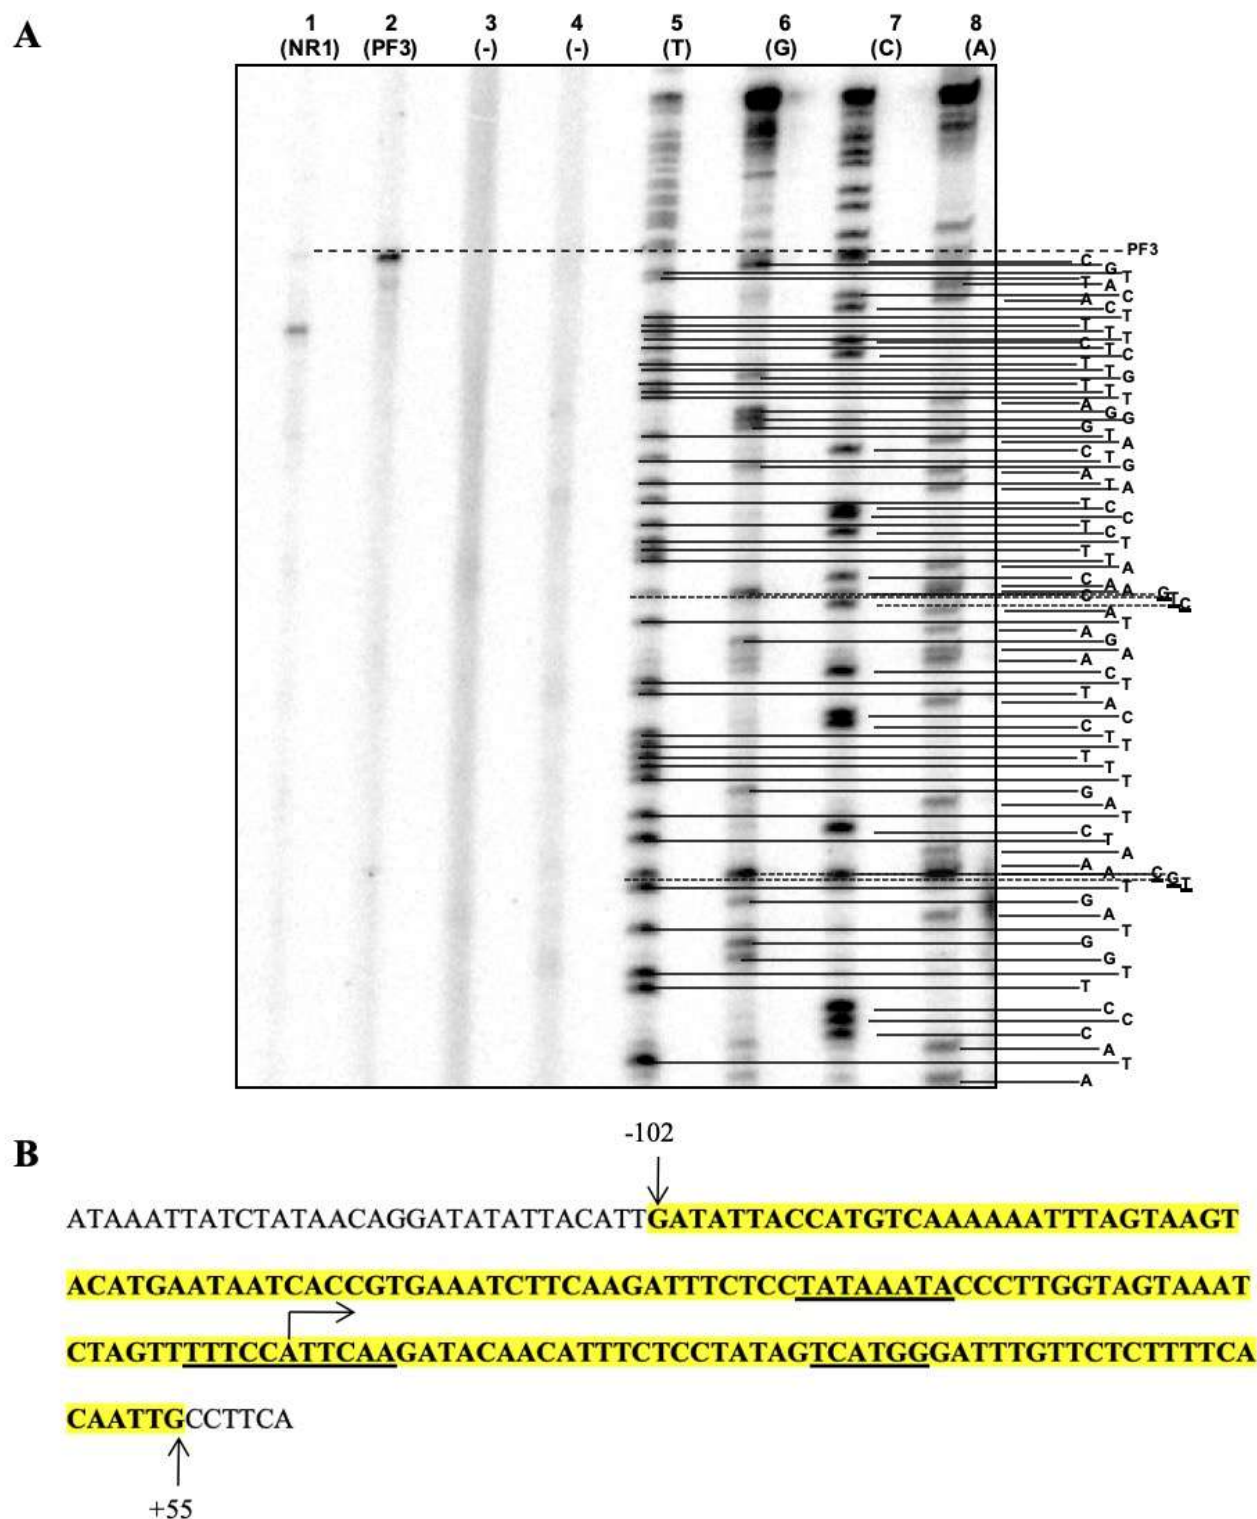 A
1 2 3 4 5 6 7 8
(NR1) (PF3) (-) (-) (T) (G) (C) (A)
PF3
C G T
T A C
A C T
T T T
C T C
T T G
T T T
A G G
G T A
C T G
A T A
T C C
T C T
T T A
C A A
G T C
C A T
A G A
A C T
T A C
C T T
T T T
G A T
C T A
A A T
C G T
G A T
G G T
T C C
C A T
A
B
-102
ATAAATTATCTATAACAGGATATATTACATTGATATTACCATGTCAAAAAATTTAGTAAGT
ACATGAATAATCACCGTGAAATCTTCAAGATTTCTCCTATAAATACCCTTGGTAGTAAAT
CTAGTTTTTCCATTCAAGATACAACATTTCTCCTATAGTCATGGGATTTGTTCTCTTTTCA
CAATTGCCTTCA
+55